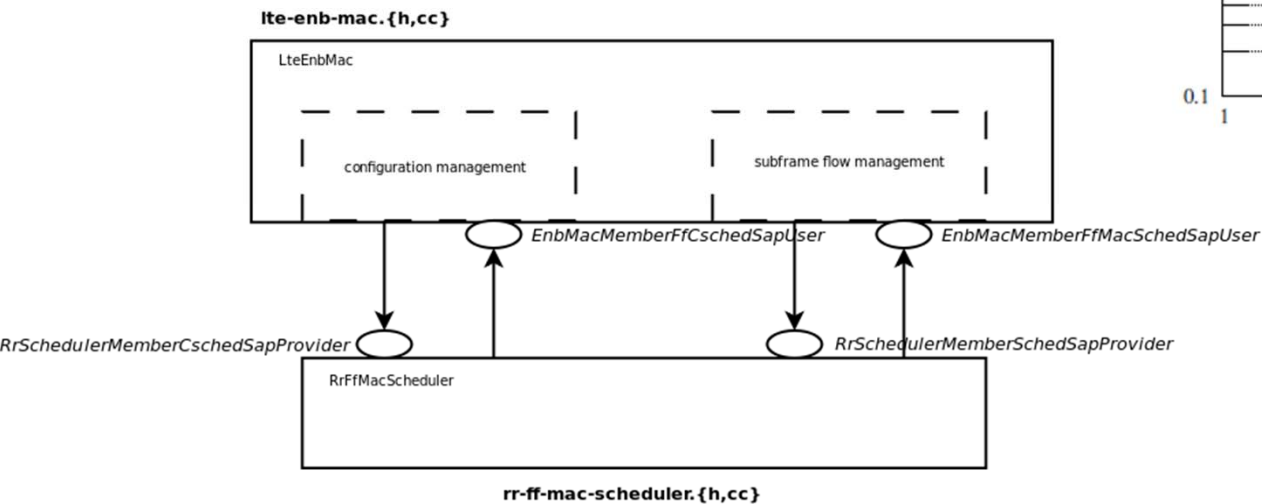 lte-enb-mac.{h,cc}
LteEnbMac
configuration management
subframe flow management
0.1
1
EnbMacMemberFfCschedSapUser
EnbMacMemberFfMacSchedSapUser
RrSchedulerMemberCschedSapProvider
RrSchedulerMemberSchedSapProvider
RrFfMacScheduler
rr-ff-mac-scheduler.{h,cc}